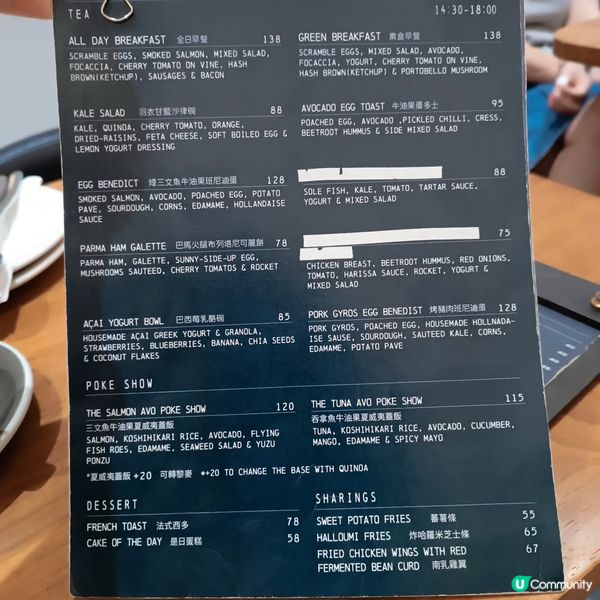 TEA
14:30-18:00
ALL DAY BREAKFAST 全日早餐 138
SCRAMBLE EGGS, SMOKED SALMON, MIXED SALAD,
FOCACCIA, CHERRY TOMATO ON VINE, HASH
BROWN(KETCHUP), SAUSAGES & BACON
KALE SALAD 羽衣甘藍沙律碗 88
KALE, QUINOA, CHERRY TOMATO, ORANGE,
DRIED-RAISINS, FETA CHEESE, SOFT BOILED EGG &
LEMON YOGURT DRESSING
EGG BENEDICT 煙三文魚牛油果班尼迪蛋 128
SMOKED SALMON, AVOCADO, POACHED EGG, POTATO
PAVE, SOURDOUGH, CORNS, EDAMAME, HOLLANDAISE
SAUCE
PARMA HAM GALETTE 巴馬火腿布列塔尼可麗餅 78
PARMA HAM, GALETTE, SUNNY-SIDE-UP EGG,
MUSHROOMS SAUTEED, CHERRY TOMATOS & ROCKET
AÇAI YOGURT BOWL 巴西莓乳酪碗 85
HOUSEMADE AÇAI GREEK YOGURT & GRANOLA,
STRAWBERRIES, BLUEBERRIES, BANANA, CHIA SEEDS
& COCONUT FLAKES
GREEN BREAKFAST 素食早餐 138
SCRAMBLE EGGS, MIXED SALAD, AVOCADO,
FOCACCIA, YOGURT, CHERRY TOMATO ON VINE,
HASH BROWN(KETCHUP) & PORTOBELLO MUSHROOM
AVOCADO EGG TOAST 牛油果蛋多士 95
POACHED EGG, AVOCADO ,PICKLED CHILLI, CRESS,
BEETROOT HUMMUS & SIDE MIXED SALAD
88
SOLE FISH, KALE, TOMATO, TARTAR SAUCE,
YOGURT & MIXED SALAD
75
CHICKEN BREAST, BEETROOT HUMMUS, RED ONIONS,
TOMATO, HARISSA SAUCE, ROCKET, YOGURT &
MIXED SALAD
PORK GYROS EGG BENEDIST 烤豬肉班尼迪蛋 128
PORK GYROS, POACHED EGG, HOUSEMADE HOLLNADA-
ISE SAUSE, SOURDOUGH, SAUTEED KALE, CORNS,
EDAMAME, POTATO PAVE
POKE SHOW
THE SALMON AVO POKE SHOW 120
三文魚牛油果夏威夷蓋飯
SALMON, KOSHIHIKARI RICE, AVOCADO, FLYING
FISH ROES, EDAMAME, SEAWEED SALAD & YUZU
PONZU
THE TUNA AVO POKE SHOW 115
吞拿魚牛油果夏威夷蓋飯
TUNA, KOSHIHIKARI RICE, AVOCADO, CUCUMBER,
MANGO, EDAMAME & SPICY MAYO
*夏威夷蓋飯 +20 可轉藜麥 *+20 TO CHANGE THE BASE WITH QUINOA
DESSERT
FRENCH TOAST 法式西多 78
CAKE OF THE DAY 是日蛋糕 58
SHARINGS
SWEET POTATO FRIES 蕃薯條 55
HALLOUMI FRIES 炸哈羅米芝士條 65
FRIED CHICKEN WINGS WITH RED 67
FERMENTED BEAN CURD 南乳雞翼
U Community